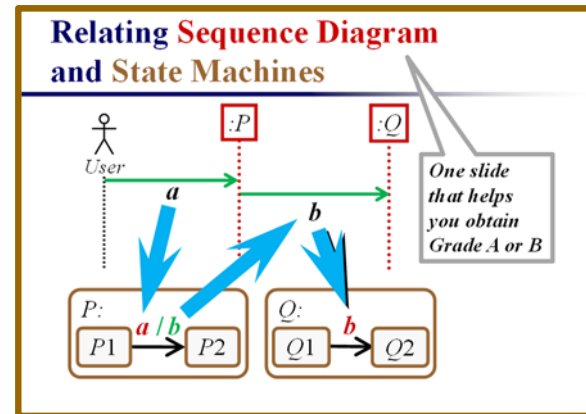 Relating Sequence Diagram
and State Machines
:P
:Q
User
a
b
One slide
that helps
you obtain
Grade A or B
P:
a / b
P1
P2
Q:
b
Q1
Q2